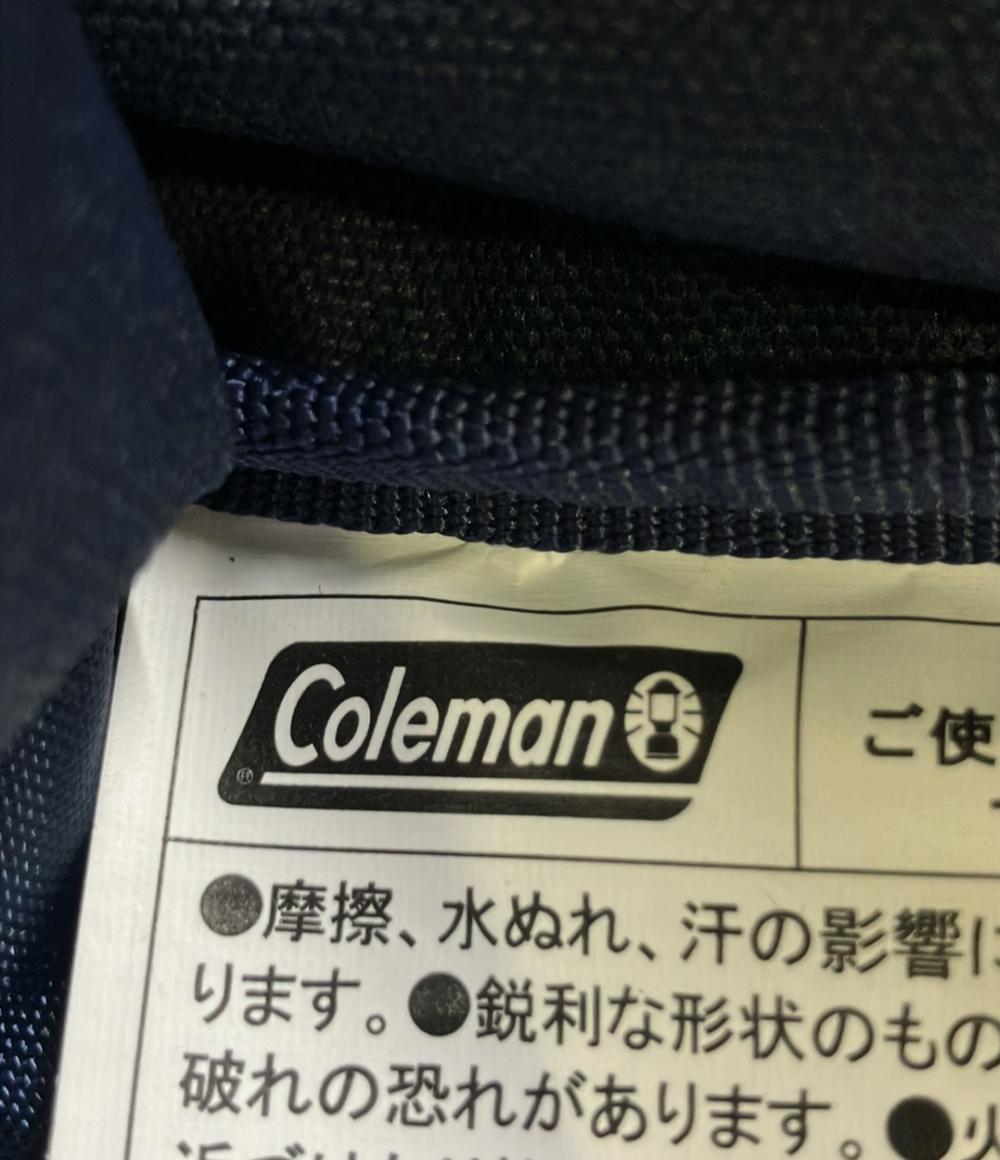 Coleman
®
ご使
●摩擦、水ぬれ、汗の影響に
ります。●鋭利な形状のもの
破れの恐れがあります。●火